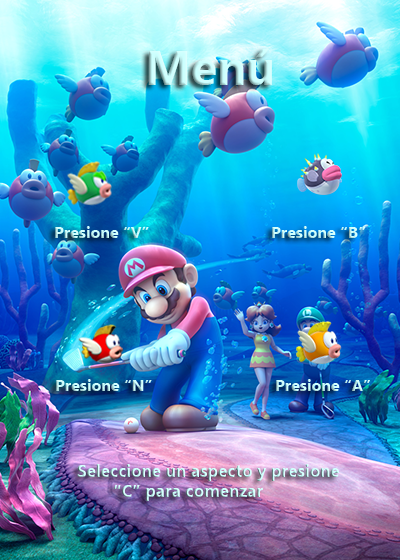 Menú
Presione “V”
Presione “B”
Presione “N”
Presione “A”
Seleccione un aspecto y presione
“C” para comenzar